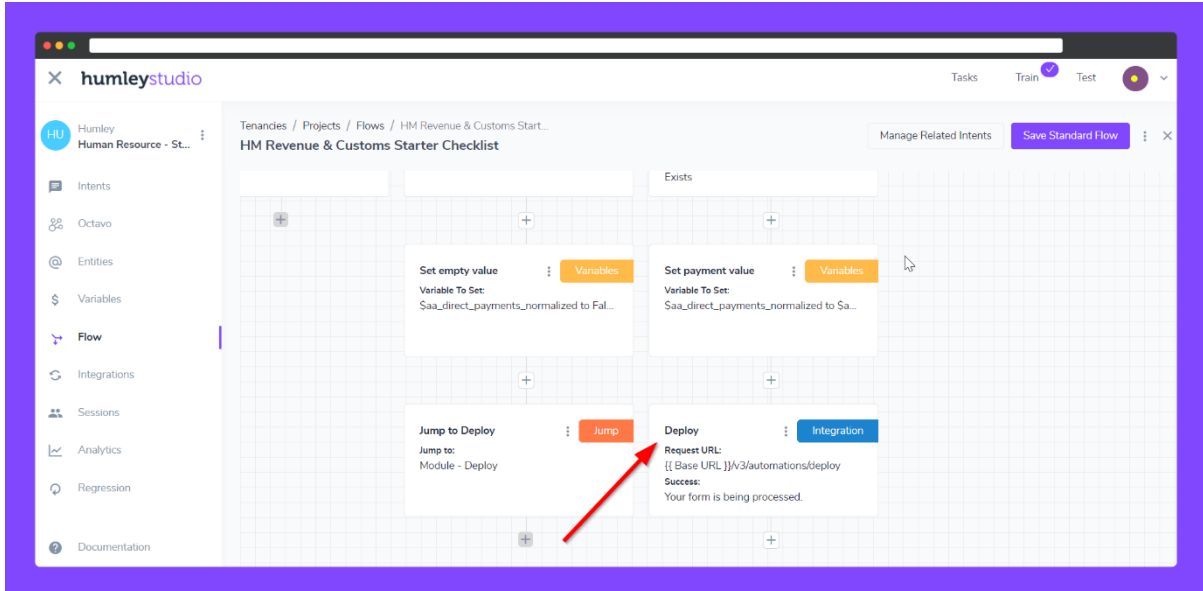 humleystudio
Tasks
Train
Test
HU
Humley
Human Resource - St...
Tenancies / Projects / Flows / HM Revenue & Customs Start...
HM Revenue & Customs Starter Checklist
Manage Related Intents
Save Standard Flow
Intents
Octavo
Entities
Variables
Flow
Integrations
Sessions
Analytics
Regression
Documentation
Exists
Set empty value
Variables
Variable To Set:
$aa_direct_payments_normalized to Fal...
Set payment value
Variables
Variable To Set:
$aa_direct_payments_normalized to $a...
Jump to Deploy
Jump
Jump to:
Module - Deploy
Deploy
Integration
Request URL:
{{ Base URL }}/v3/automations/deploy
Success:
Your form is being processed.